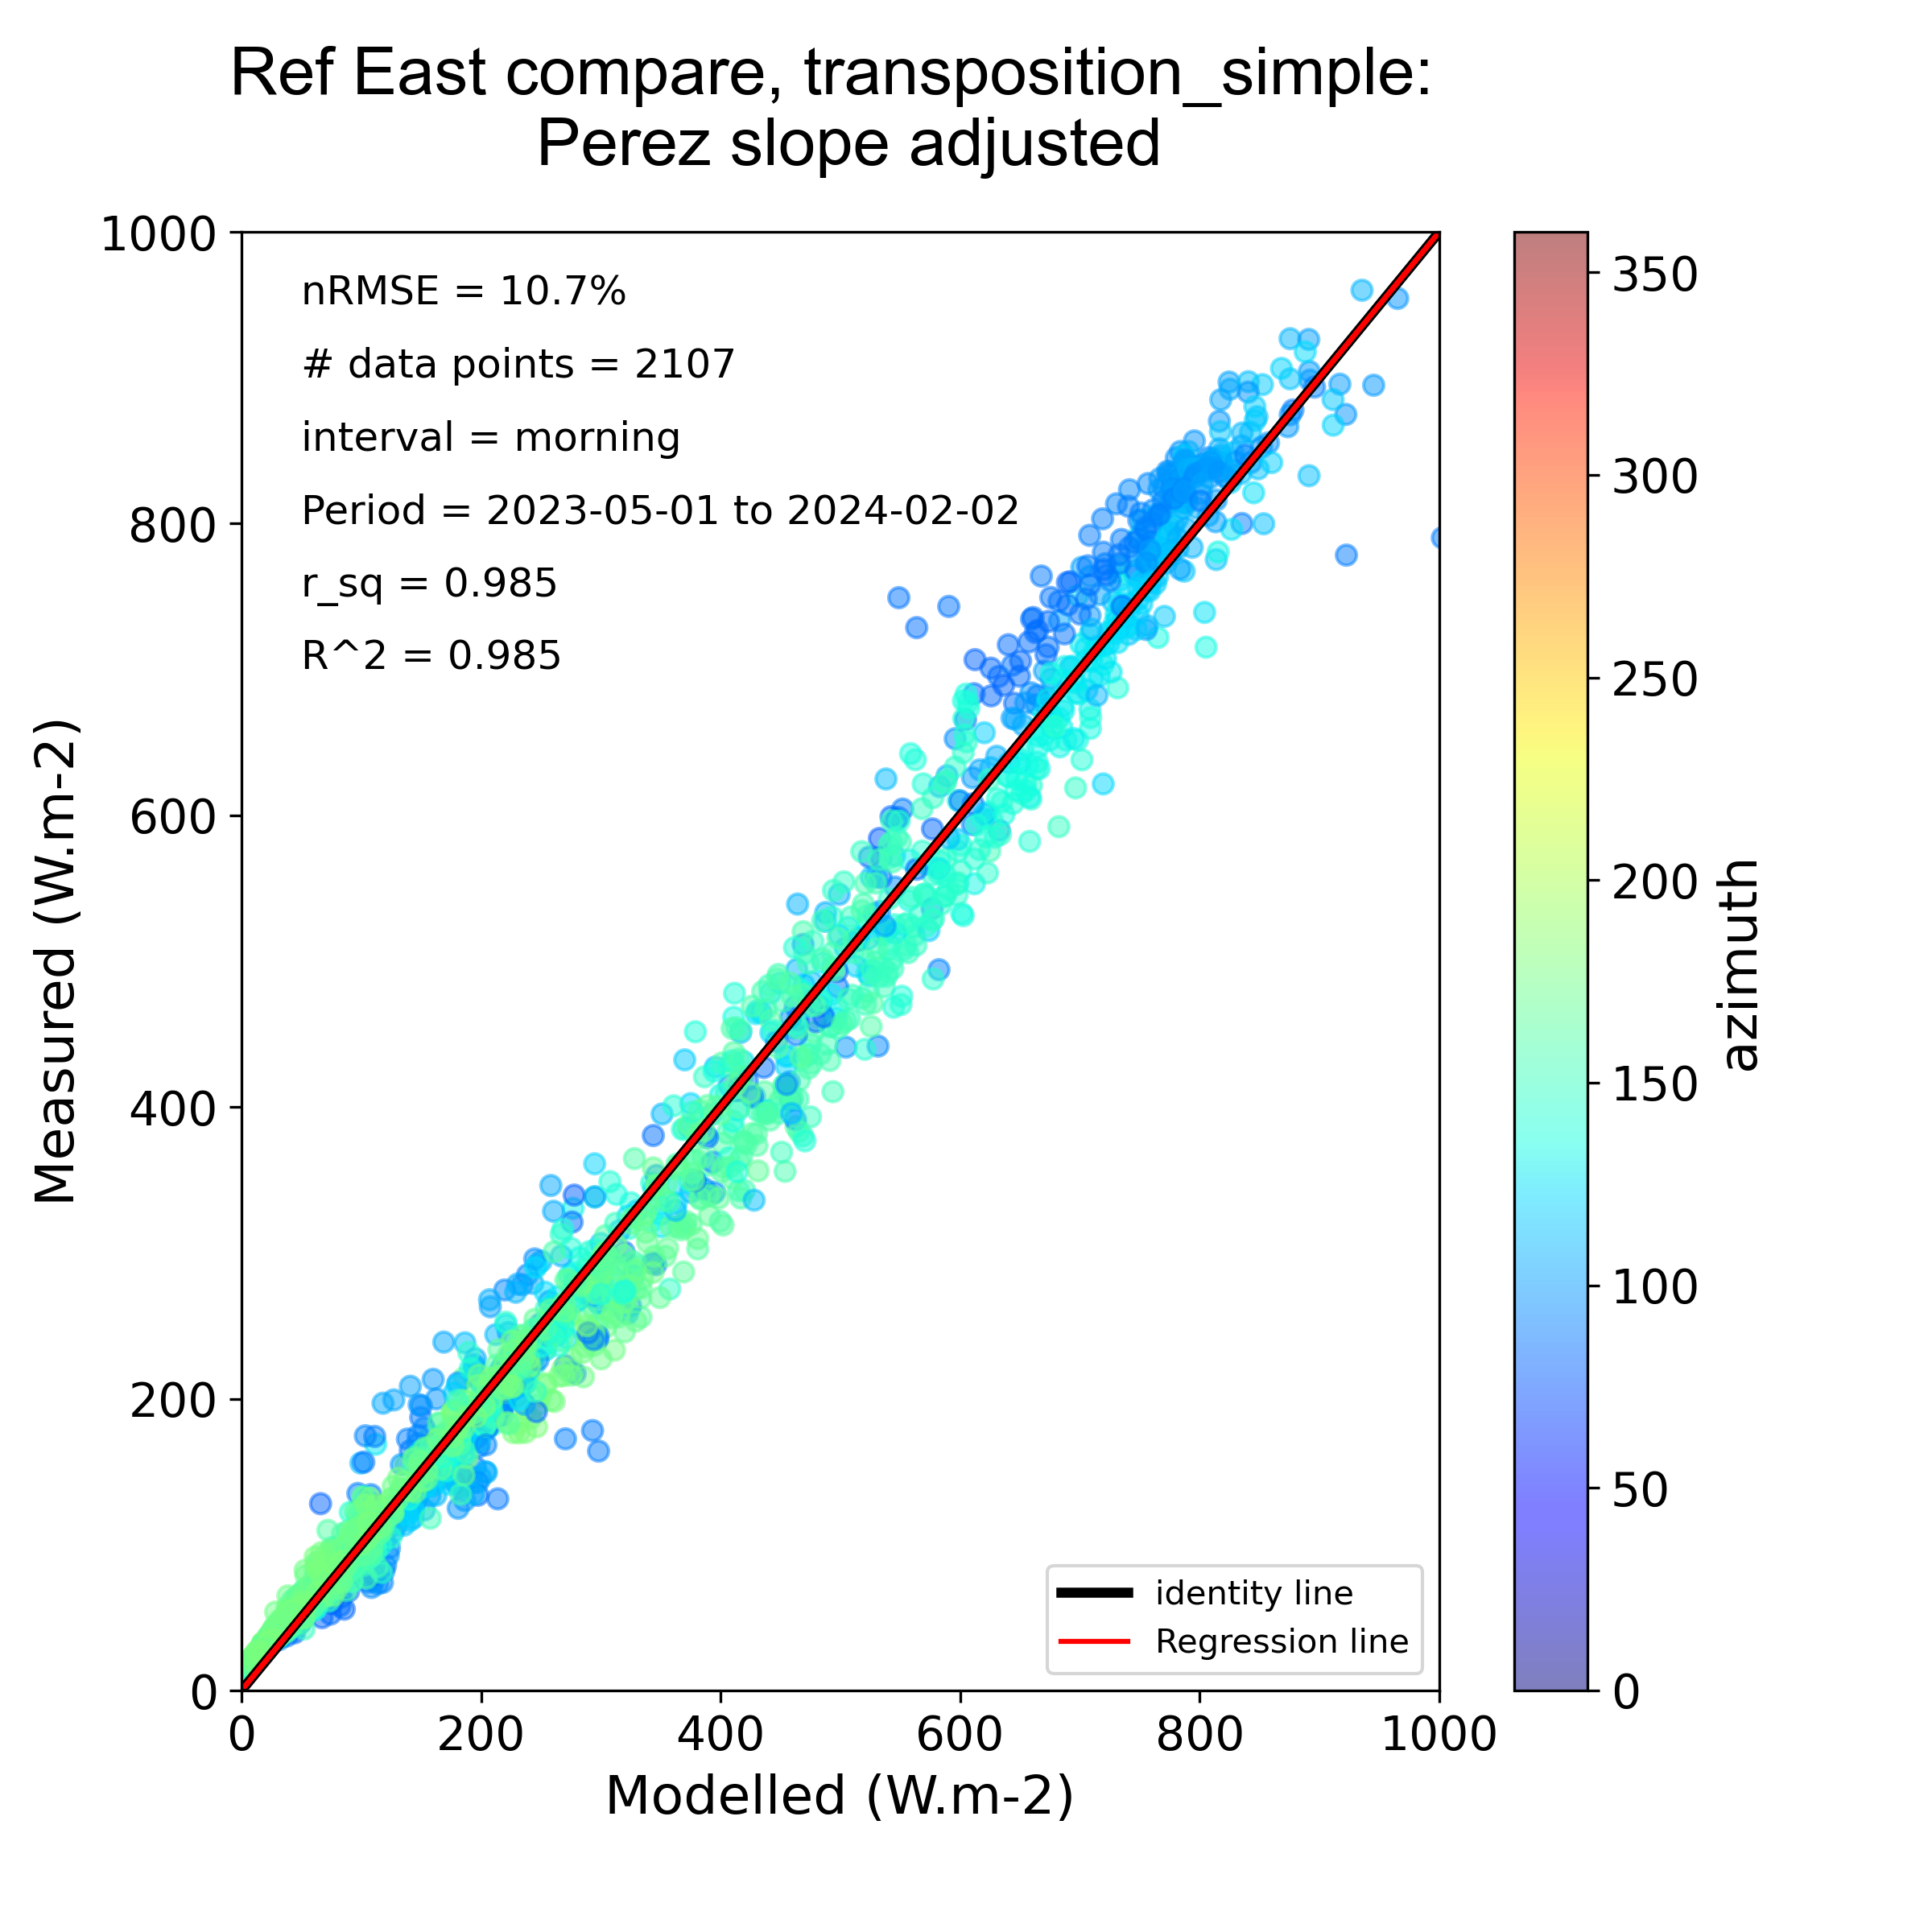 Ref East compare, transposition_simple:
Perez slope adjusted
nRMSE = 10.7%
# data points = 2107
interval = morning
Period = 2023-05-01 to 2024-02-02
r_sq = 0.985
R^2 = 0.985
1000
800
600
400
200
0
Measured (W.m-2)
0
200
400
600
800
1000
Modelled (W.m-2)
identity line
Regression line
350
300
250
200
150
100
50
0
azimuth